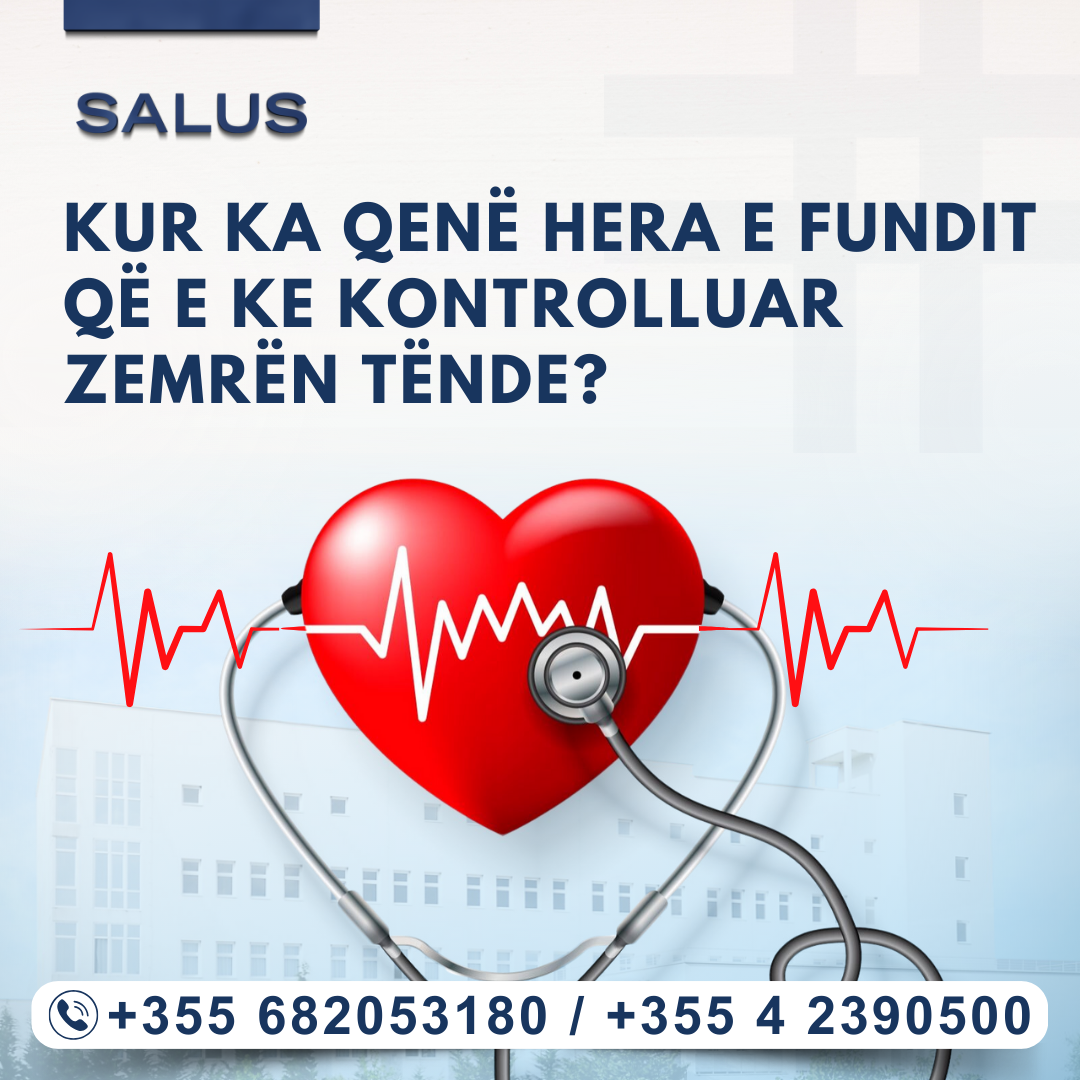 SALUS
KUR KA QENË HERA E FUNDIT
QË E KE KONTROLLUAR
ZEMRËN TËNDE?
+355 682053180 / +355 4 2390500